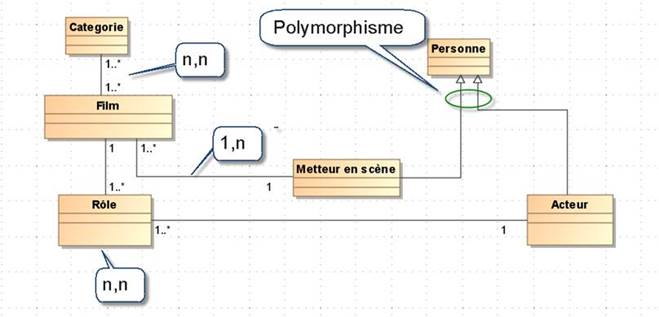 Categorie
Polymorphisme
Personne
n,n
1..*
1..*
Film
1
1..*
1,n
Metteur en scène
1
1..*
Rôle
Acteur
1..*
1
n,n